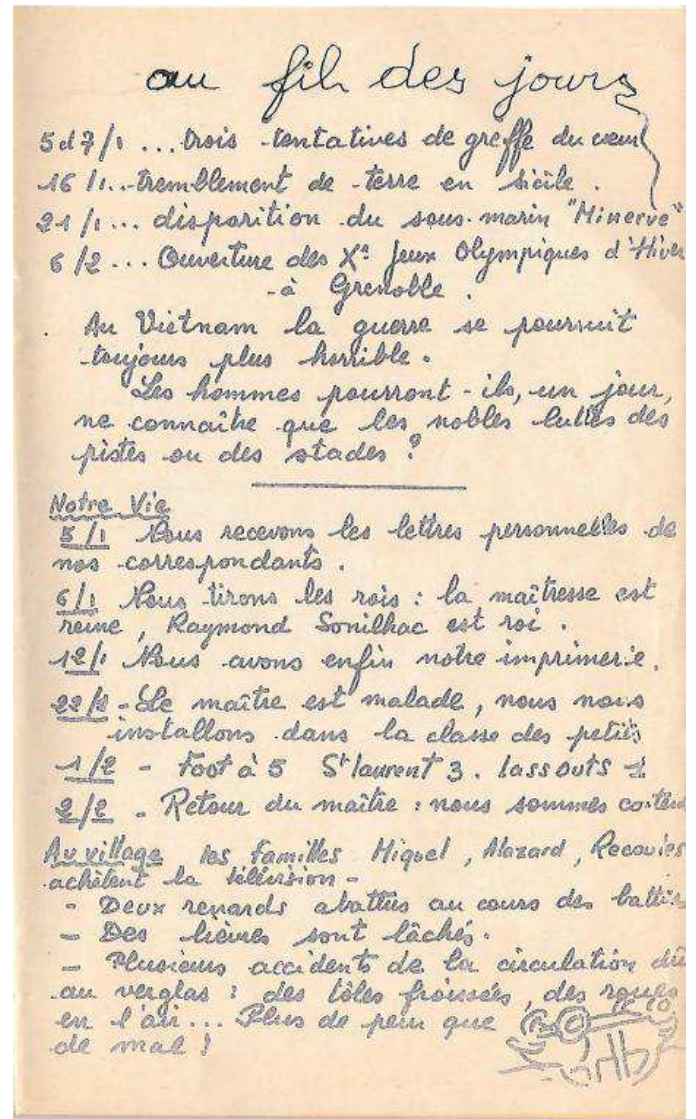 au fil des jours
5 et 7/1 ... trois tentatives de greffe du cœur
16/1...tremblement de terre en Sicile.
21/1... disparition du sous-marin "Minerve"
6/2 ... Ouverture des Xe Jeux Olympiques d'Hiver
à Grenoble.
Au Vietnam la guerre se poursuit
toujours plus horrible.
Les hommes pourront-ils, un jour,
ne connaître que les nobles luttes des
pistes ou des stades ?
Notre Vie
5/1 Nous recevons les lettres personnelles de
nos correspondants.
6/1 Nous tirons les rois : la maîtresse est
reine, Raymond Sonilhac est roi.
12/1 Nous avons enfin notre imprimerie.
22/1 - Le maître est malade, nous nous
installons dans la classe des petits
1/2 - Foot à 5 St laurent 3. lassouts 1
2/2 - Retour du maître : nous sommes conten
Au village les familles Miquel, Mazard,
achètent la télévision -
- Deux renards abattus au cours des battues
- Des lièvres sont lâchés.
- Plusieurs accidents de la circulation dû
au verglas : des tôles froissées, des roues
en l'air... Plus de peur que
de mal !